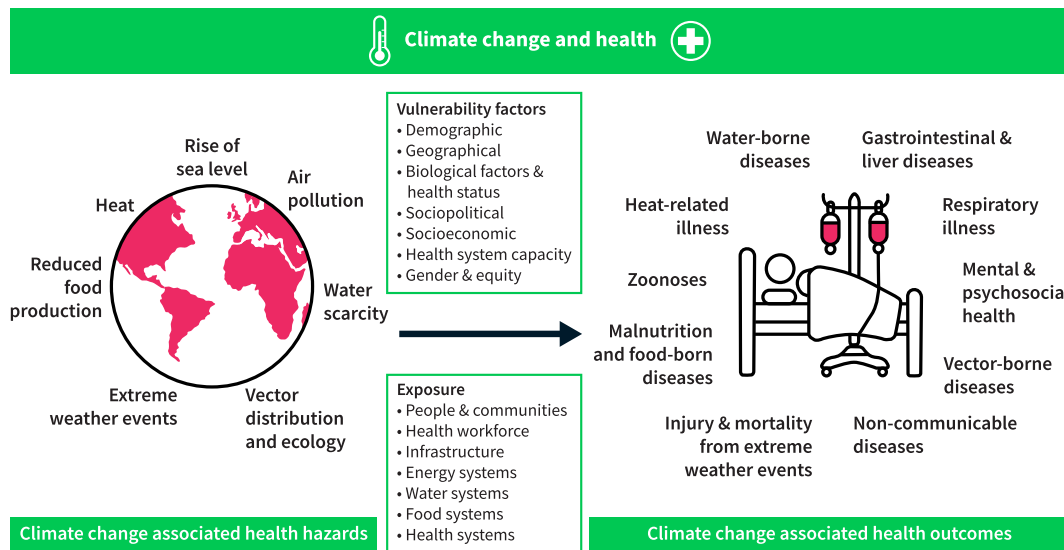 Climate change and health
Rise of
sea level
Air
pollution
Heat
Reduced
food
production
Water
scarcity
Extreme
weather events
Vector
distribution
and ecology
Climate change associated health hazards
Vulnerability factors
• Demographic
• Geographical
• Biological factors &
health status
• Sociopolitical
• Socioeconomic
• Health system capacity
• Gender & equity
Exposure
• People & communities
• Health workforce
• Infrastructure
• Energy systems
• Water systems
• Food systems
• Health systems
Water-borne
diseases
Gastrointestinal &
liver diseases
Heat-related
illness
Respiratory
illness
Zoonoses
Mental &
psychosocia
health
Malnutrition
and food-born
diseases
Vector-borne
diseases
Injury & mortality
from extreme
weather events
Non-communicable
diseases
Climate change associated health outcomes